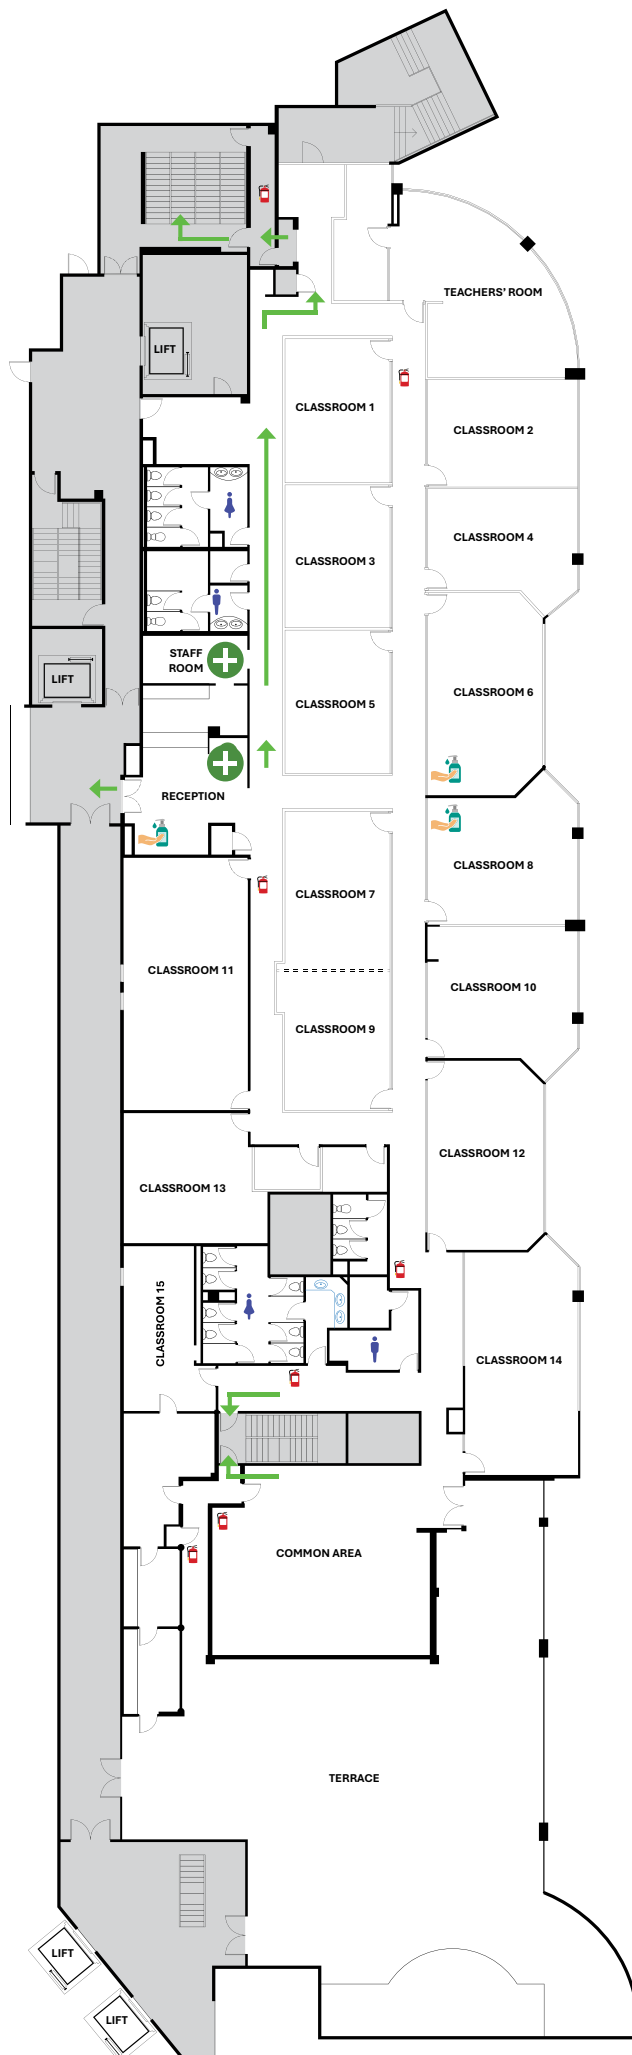 TEACHERS' ROOM
LIFT
CLASSROOM 1
CLASSROOM 2
CLASSROOM 4
CLASSROOM 3
STAFF
ROOM
LIFT
CLASSROOM 6
CLASSROOM 5
RECEPTION
CLASSROOM 8
CLASSROOM 7
CLASSROOM 11
CLASSROOM 10
CLASSROOM 9
CLASSROOM 12
CLASSROOM 13
CLASSROOM 15
CLASSROOM 14
COMMON AREA
TERRACE
LIFT
LIFT